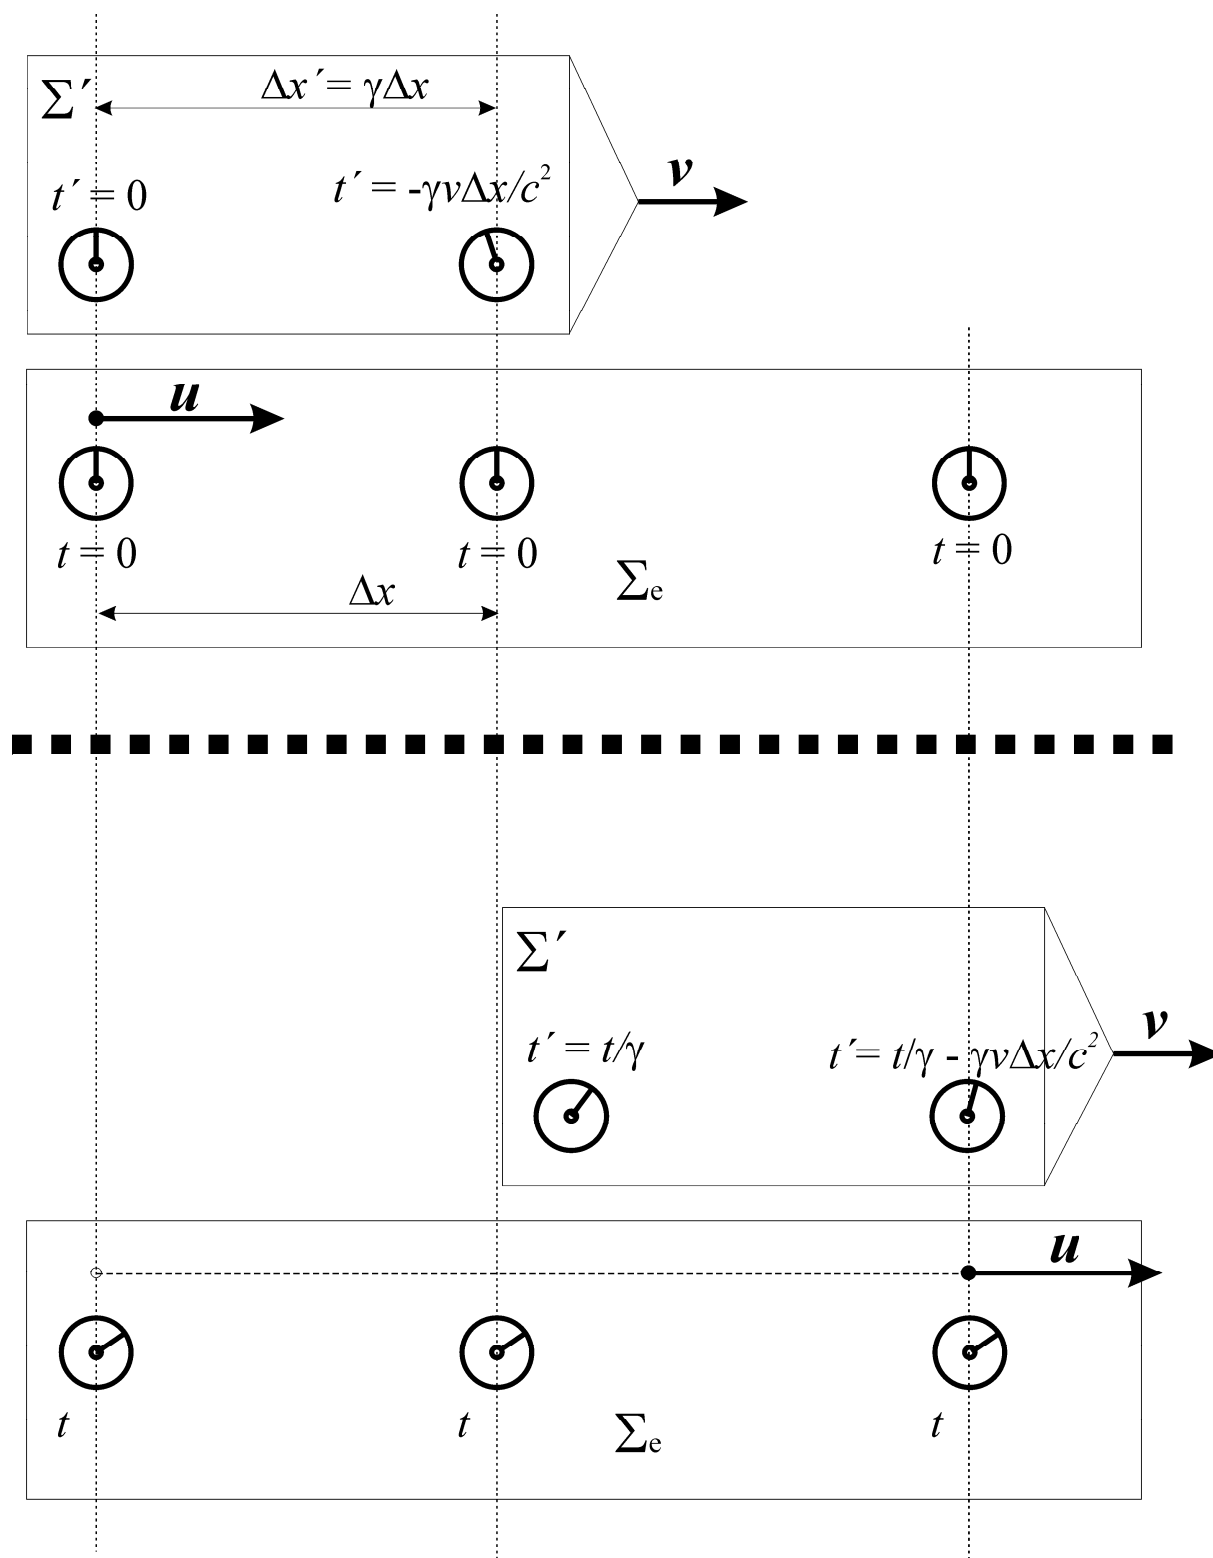 Σ´
Δx´= γΔx
t´ = 0
t´ = -γvΔx/c²
v
u
t = 0
t = 0
t = 0
Δx
Σe
Σ´
t´ = t/γ
t´= t/γ - γvΔx/c²
v
u
t
t
t
Σe